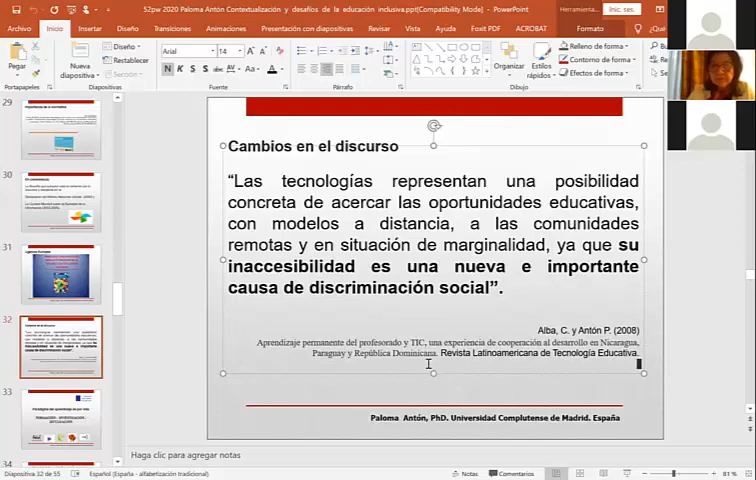 52pw 2020 Paloma Antón Contextualización y desafíos de la educación inclusiva.ppt[Compatibility Mode] - PowerPoint
Herramienta...
Inic. ses.
Archivo Inicio Insertar Diseño Transiciones Animaciones Presentación con diapositivas Revisar Vista Ayuda Foxit PDF ACROBAT Formato ¿Qué
Pegar
Nueva
diapositiva
Diseño
Restablecer
Sección
Arial
14
N K S
Organizar
Estilos
rápidos
Relleno de forma
Contorno de forma
Efectos de forma
Portapapeles
Diapositivas
Fuente
Párrafo
Dibujo
29
30
31
32
33
34
Cambios en el discurso
“Las tecnologías representan una posibilidad
concreta de acercar las oportunidades educativas,
con modelos a distancia, a las comunidades
remotas y en situación de marginalidad, ya que su
inaccesibilidad es una nueva e importante
causa de discriminación social”.
Alba, C. y Antón P. (2008)
Aprendizaje permanente del profesorado y TIC, una experiencia de cooperación al desarrollo en Nicaragua,
Paraguay y República Dominicana. Revista Latinoamericana de Tecnología Educativa.
Paloma Antón, PhD. Universidad Complutense de Madrid. España
Haga clic para agregar notas
Diapositiva 32 de 55
Español (España - alfabetización tradicional)
Notas
Comentarios
81 %